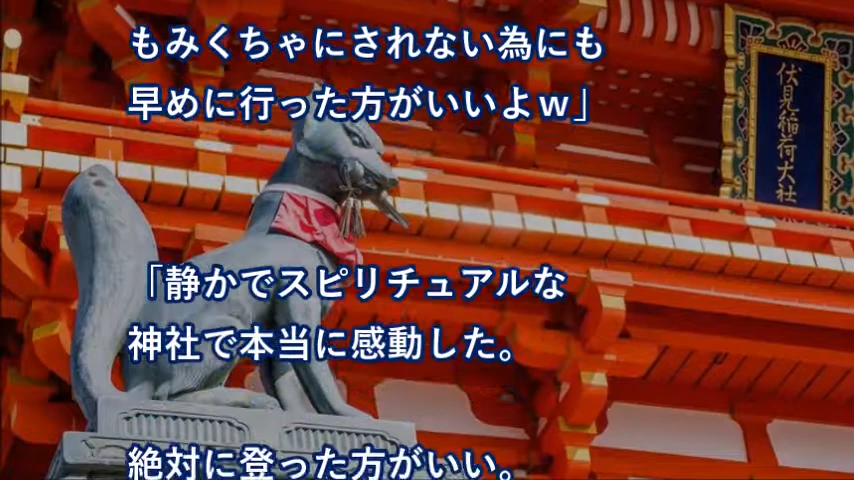 もみくちゃにされない為にも
早めに行った方がいいよｗ」
伏見稲荷大社
「静かでスピリチュアルな
神社で本当に感動した。
絶対に登った方がいい。